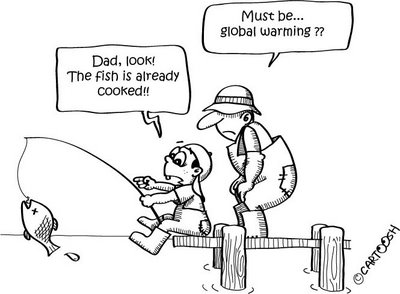 Dad, look!
The fish is already
cooked!!
Must be...
global warming ??
©CARTOOSH